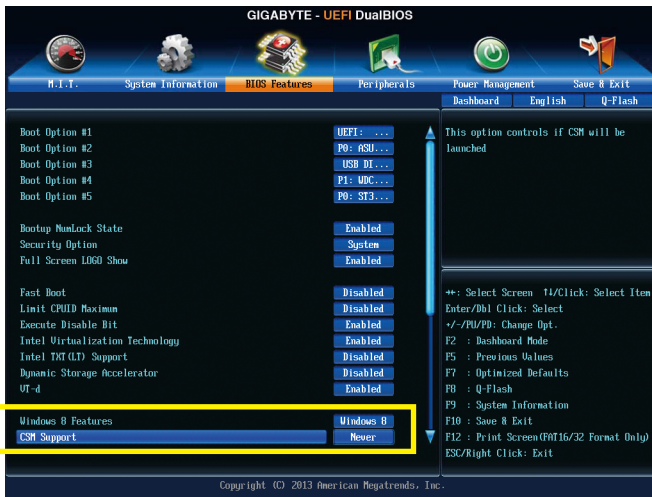 GIGABYTE - UEFI DualBIOS
M.I.T. System Information BIOS Features Peripherals Power Management Save & Exit
Dashboard English Q-Flash
Boot Option #1 UEFI: ...
Boot Option #2 P0: ASU...
Boot Option #3 USB DI...
Boot Option #4 P1: WDC...
Boot Option #5 P0: ST3...
Bootup NumLock State Enabled
Security Option System
Full Screen LOGO Show Enabled
Fast Boot Disabled
Limit CPUID Maximum Disabled
Execute Disable Bit Enabled
Intel Virtualization Technology Enabled
Intel TXT(LT) Support Disabled
Dynamic Storage Accelerator Disabled
VT-d Enabled
Windows 8 Features Windows 8
CSM Support Never
This option controls if CSM will be
launched
↔: Select Screen ↑↓/Click: Select Item
Enter/Dbl Click: Select
+/-/PU/PD: Change Opt.
F2 : Dashboard Mode
F5 : Previous Values
F7 : Optimized Defaults
F8 : Q-Flash
F9 : System Information
F10 : Save & Exit
F12 : Print Screen(FAT16/32 Format Only)
ESC/Right Click: Exit
Copyright (C) 2013 American Megatrends, Inc.